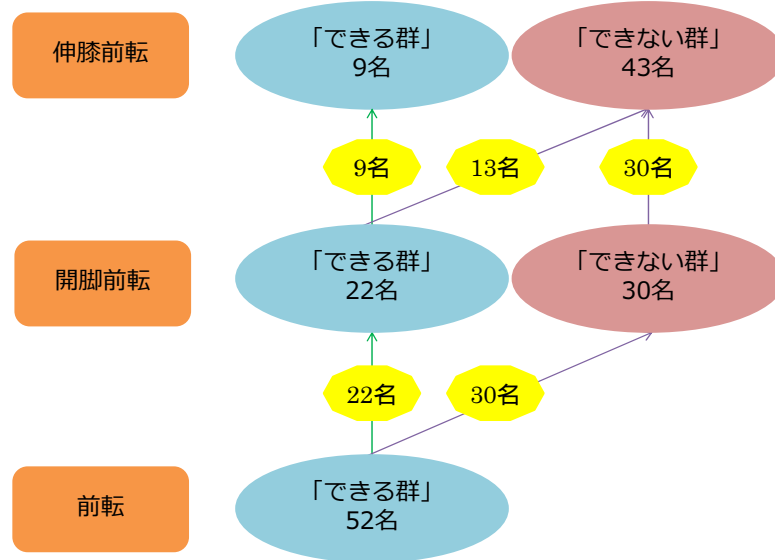 伸膝前転
「できる群」
9名
「できない群」
43名
9名
13名
30名
開脚前転
「できる群」
22名
「できない群」
30名
22名
30名
前転
「できる群」
52名